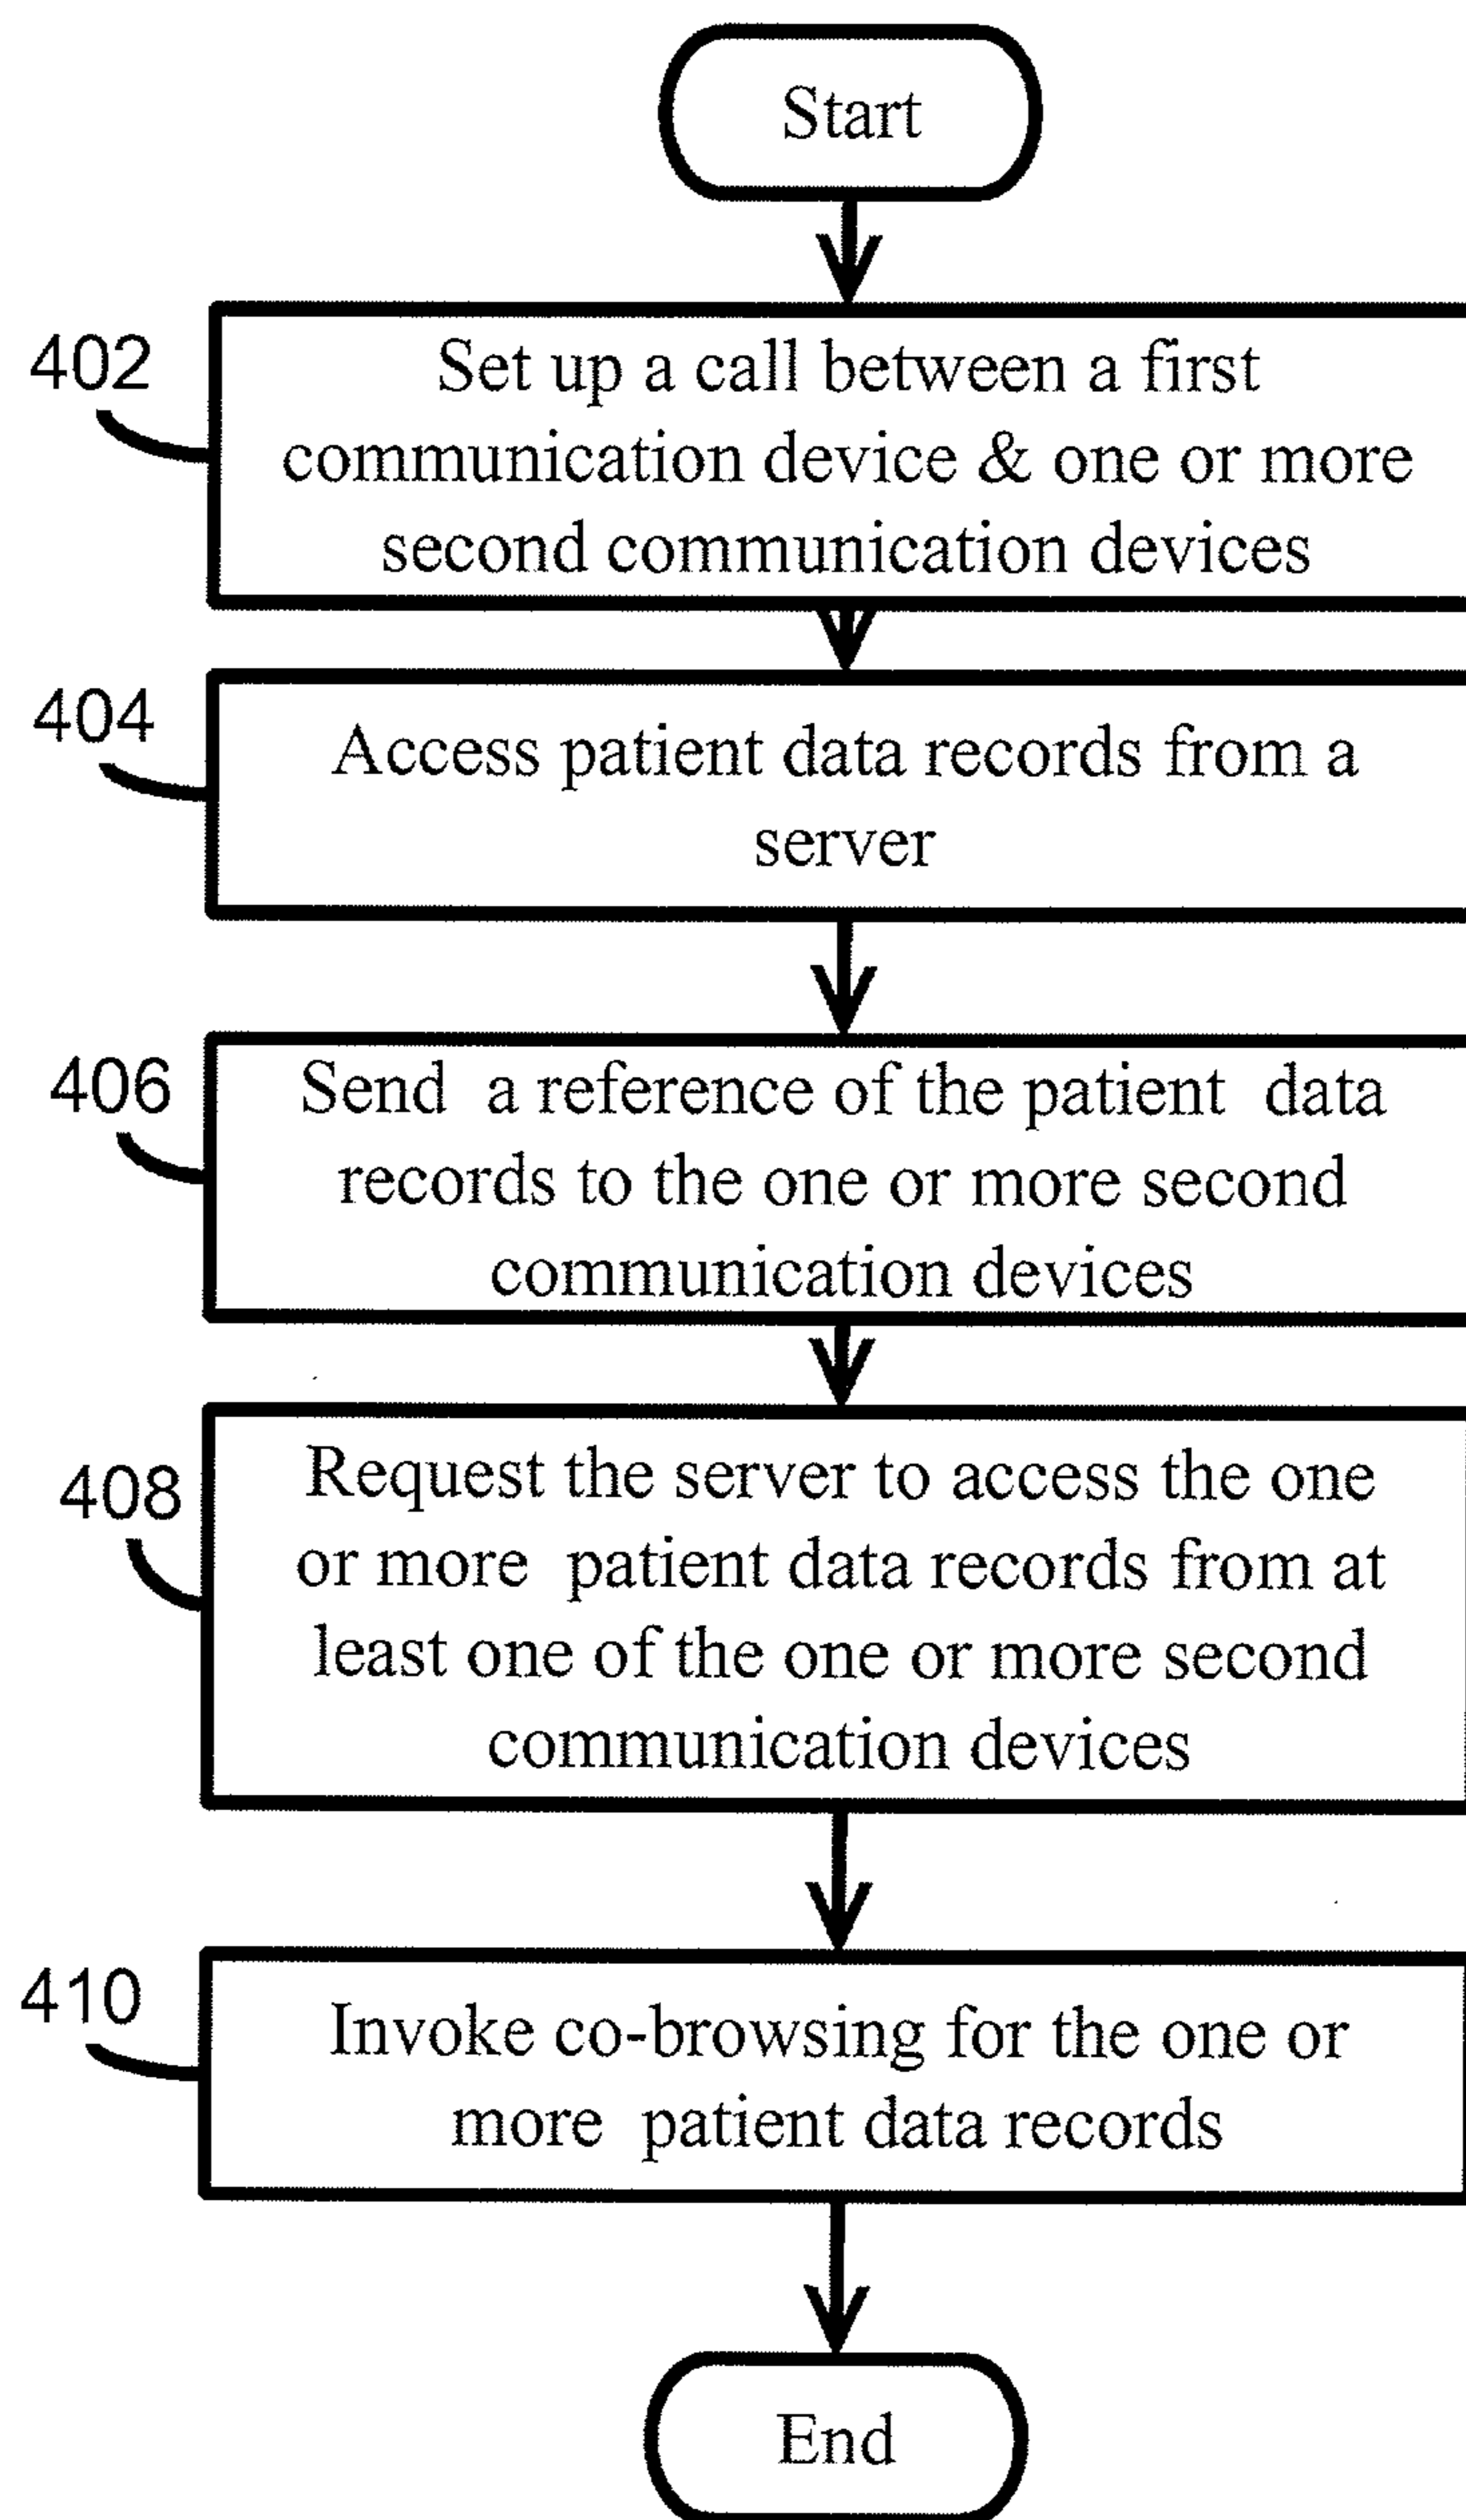 Start
402
Set up a call between a first
communication device & one or more
second communication devices
404
Access patient data records from a
server
406
Send a reference of the patient data
records to the one or more second
communication devices
408
Request the server to access the one
or more patient data records from at
least one of the one or more second
communication devices
410
Invoke co-browsing for the one or
more patient data records
End